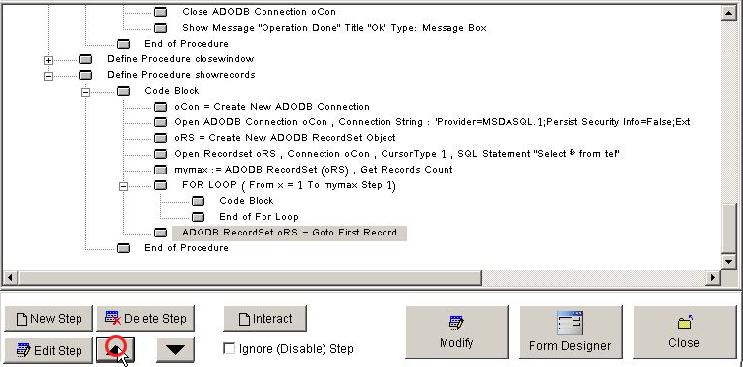 Close ADODB Connection oCon
Show Message "Operation Done" Title "Ok" Type: Message Box
End of Procedure
Define Procedure closewindow
Define Procedure showrecords
Code Block
oCon = Create New ADODB Connection
Open ADODB Connection oCon , Connection String : "Provider=MSDASQL.1;Persist Security Info=False;Ext
oRS = Create New ADODB RecordSet Object
Open Recordset oRS , Connection oCon , CursorType 1 , SQL Statement "Select * from tel"
mymax := ADODB RecordSet (oRS) , Get Records Count
FOR LOOP ( From x = 1 To mymax Step 1)
Code Block
End of For Loop
ADODB RecordSet oRS – Goto First Record
End of Procedure
New Step
Delete Step
Interact
Modify
Form Designer
Close
Edit Step
Ignore (Disable) Step